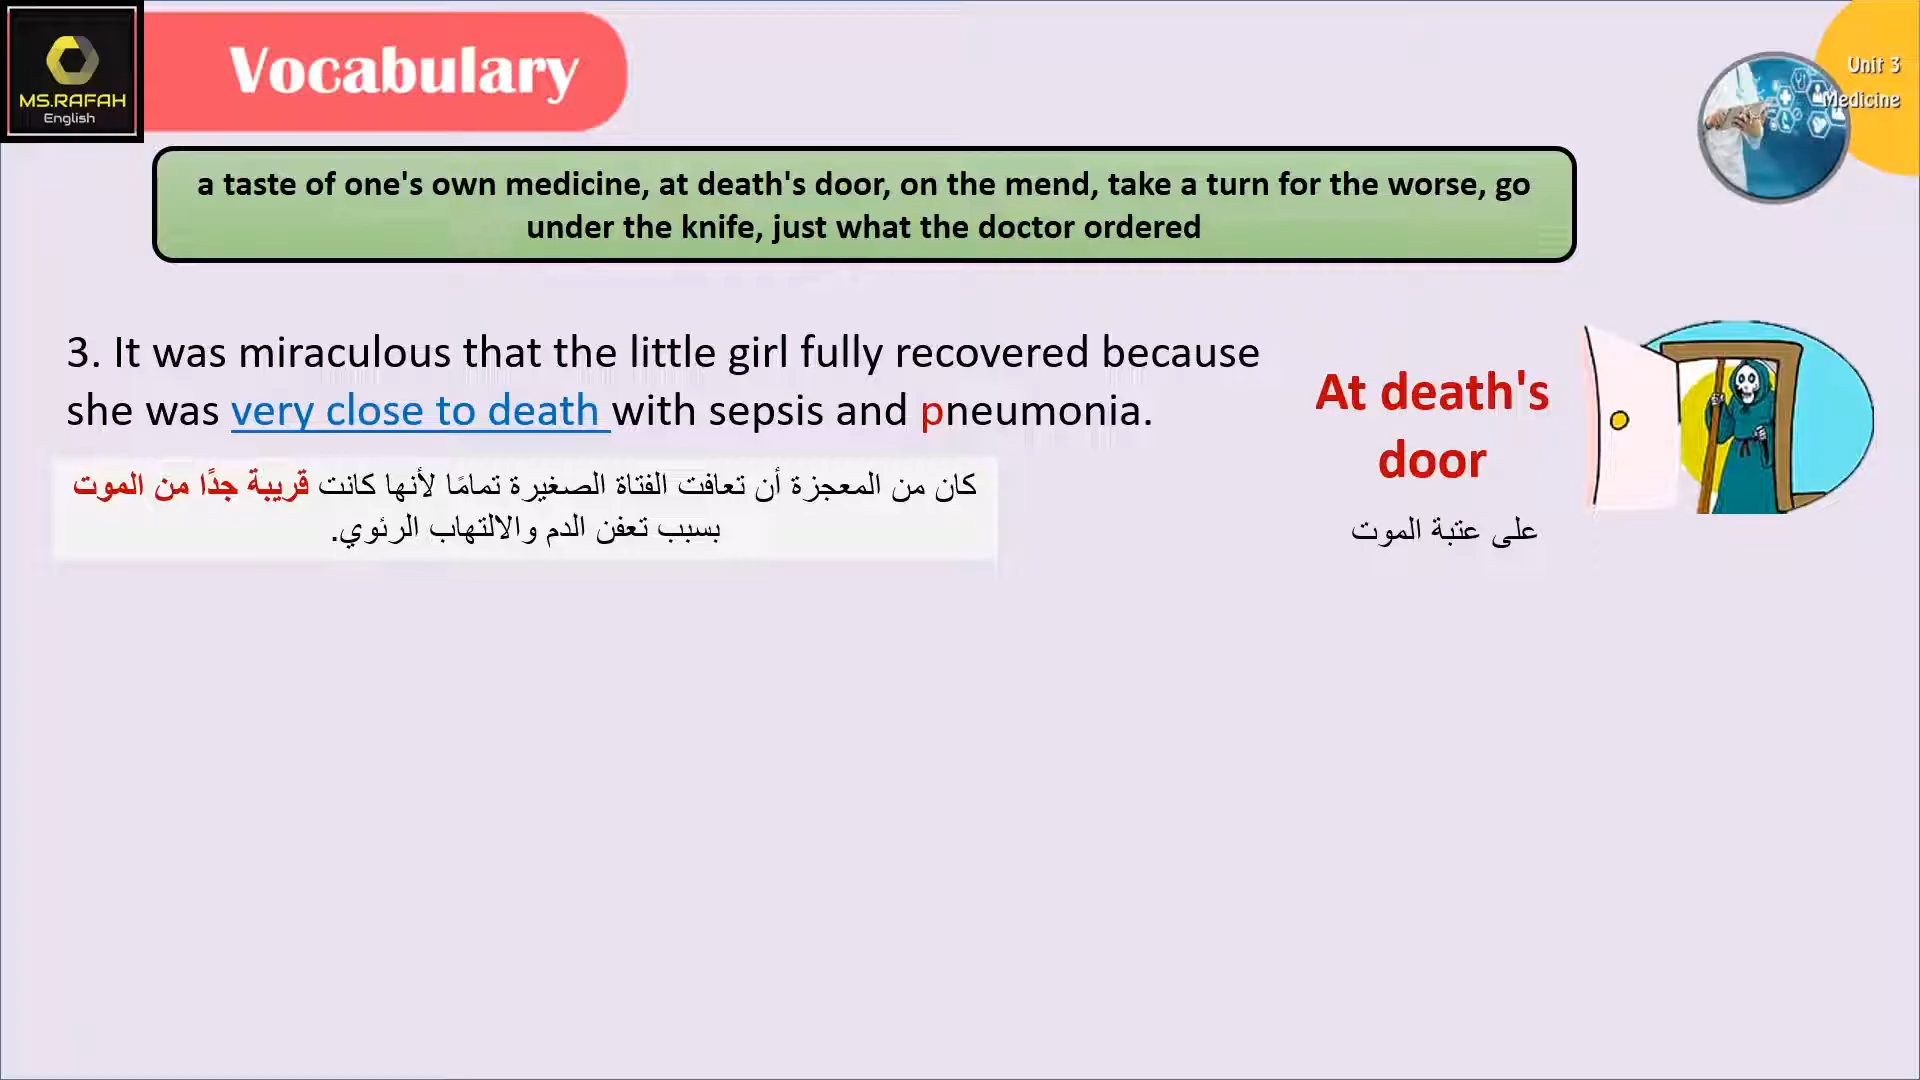 MS.RAFAH
English
Vocabulary
Unit 3
Medicine
a taste of one's own medicine, at death's door, on the mend, take a turn for the worse, go
under the knife, just what the doctor ordered
3. It was miraculous that the little girl fully recovered because
she was very close to death with sepsis and pneumonia.
كان من المعجزة أن تعافت الفتاة الصغيرة تمامًا لأنها كانت قريبة جدًا من الموت
بسبب تعفن الدم والالتهاب الرئوي.
At death's
door
على عتبة الموت